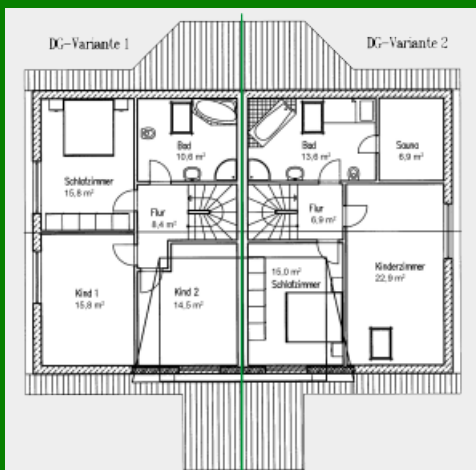 DG-Variante 1
DG-Variante 2
Bad
10,6 m²
Bad
13,6 m²
Sauna
6,9 m²
Schlafzimmer
15,8 m²
Flur
8,4 m²
Flur
6,9 m²
Kinderzimmer
22,9 m²
Kind 1
15,8 m²
Kind 2
14,5 m²
15,0 m²
Schlafzimmer